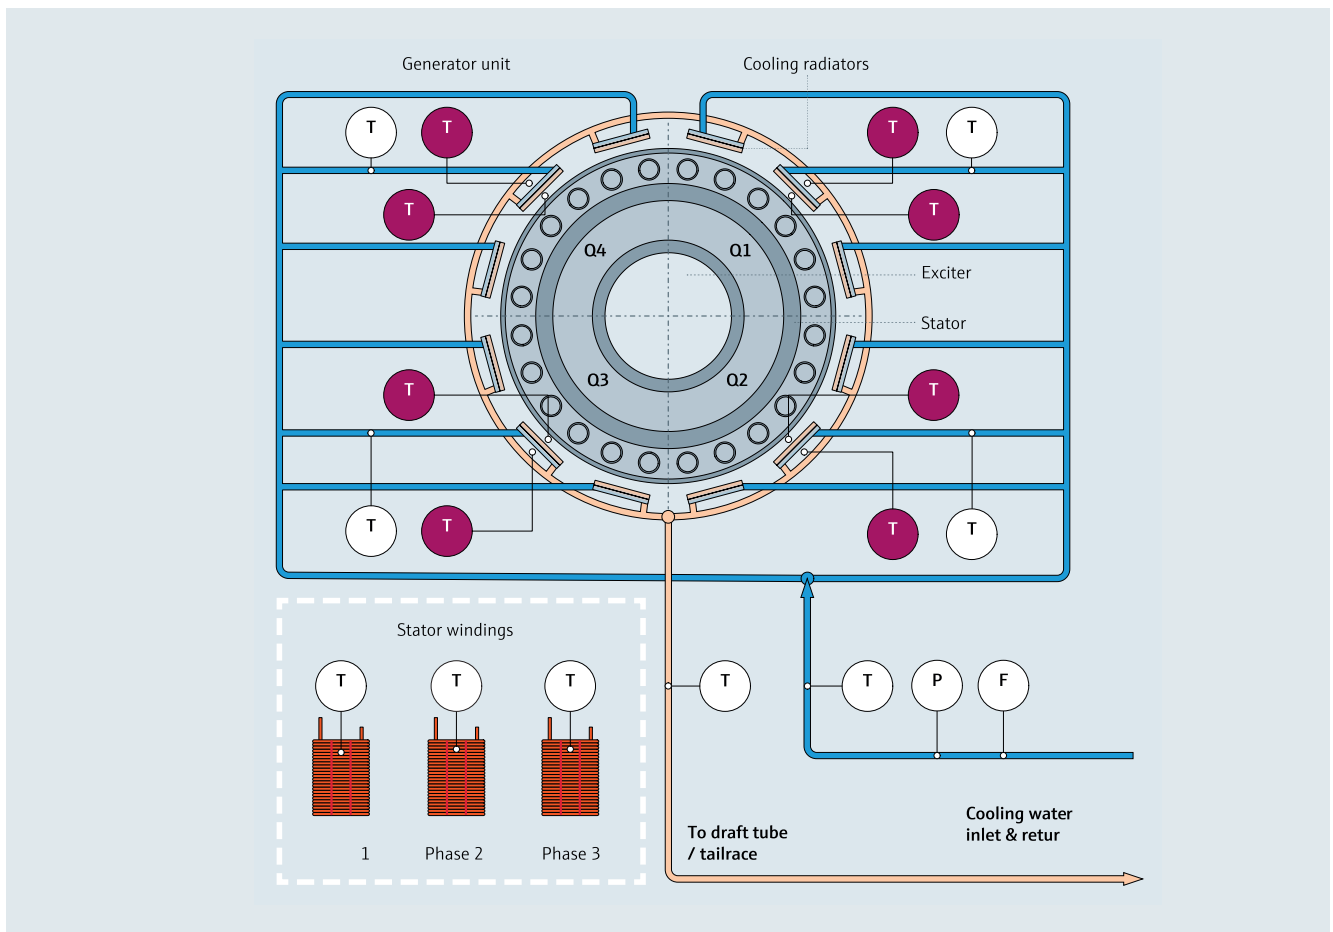 Generator unit
Cooling radiators
T
T
T
T
T
T
Q4
Q1
Exciter
Stator
Q3
Q2
T
T
T
T
T
T
Stator windings
T
T
T
T
T
P
F
Cooling water
inlet & retur
To draft tube
/ tailrace
1
Phase 2
Phase 3